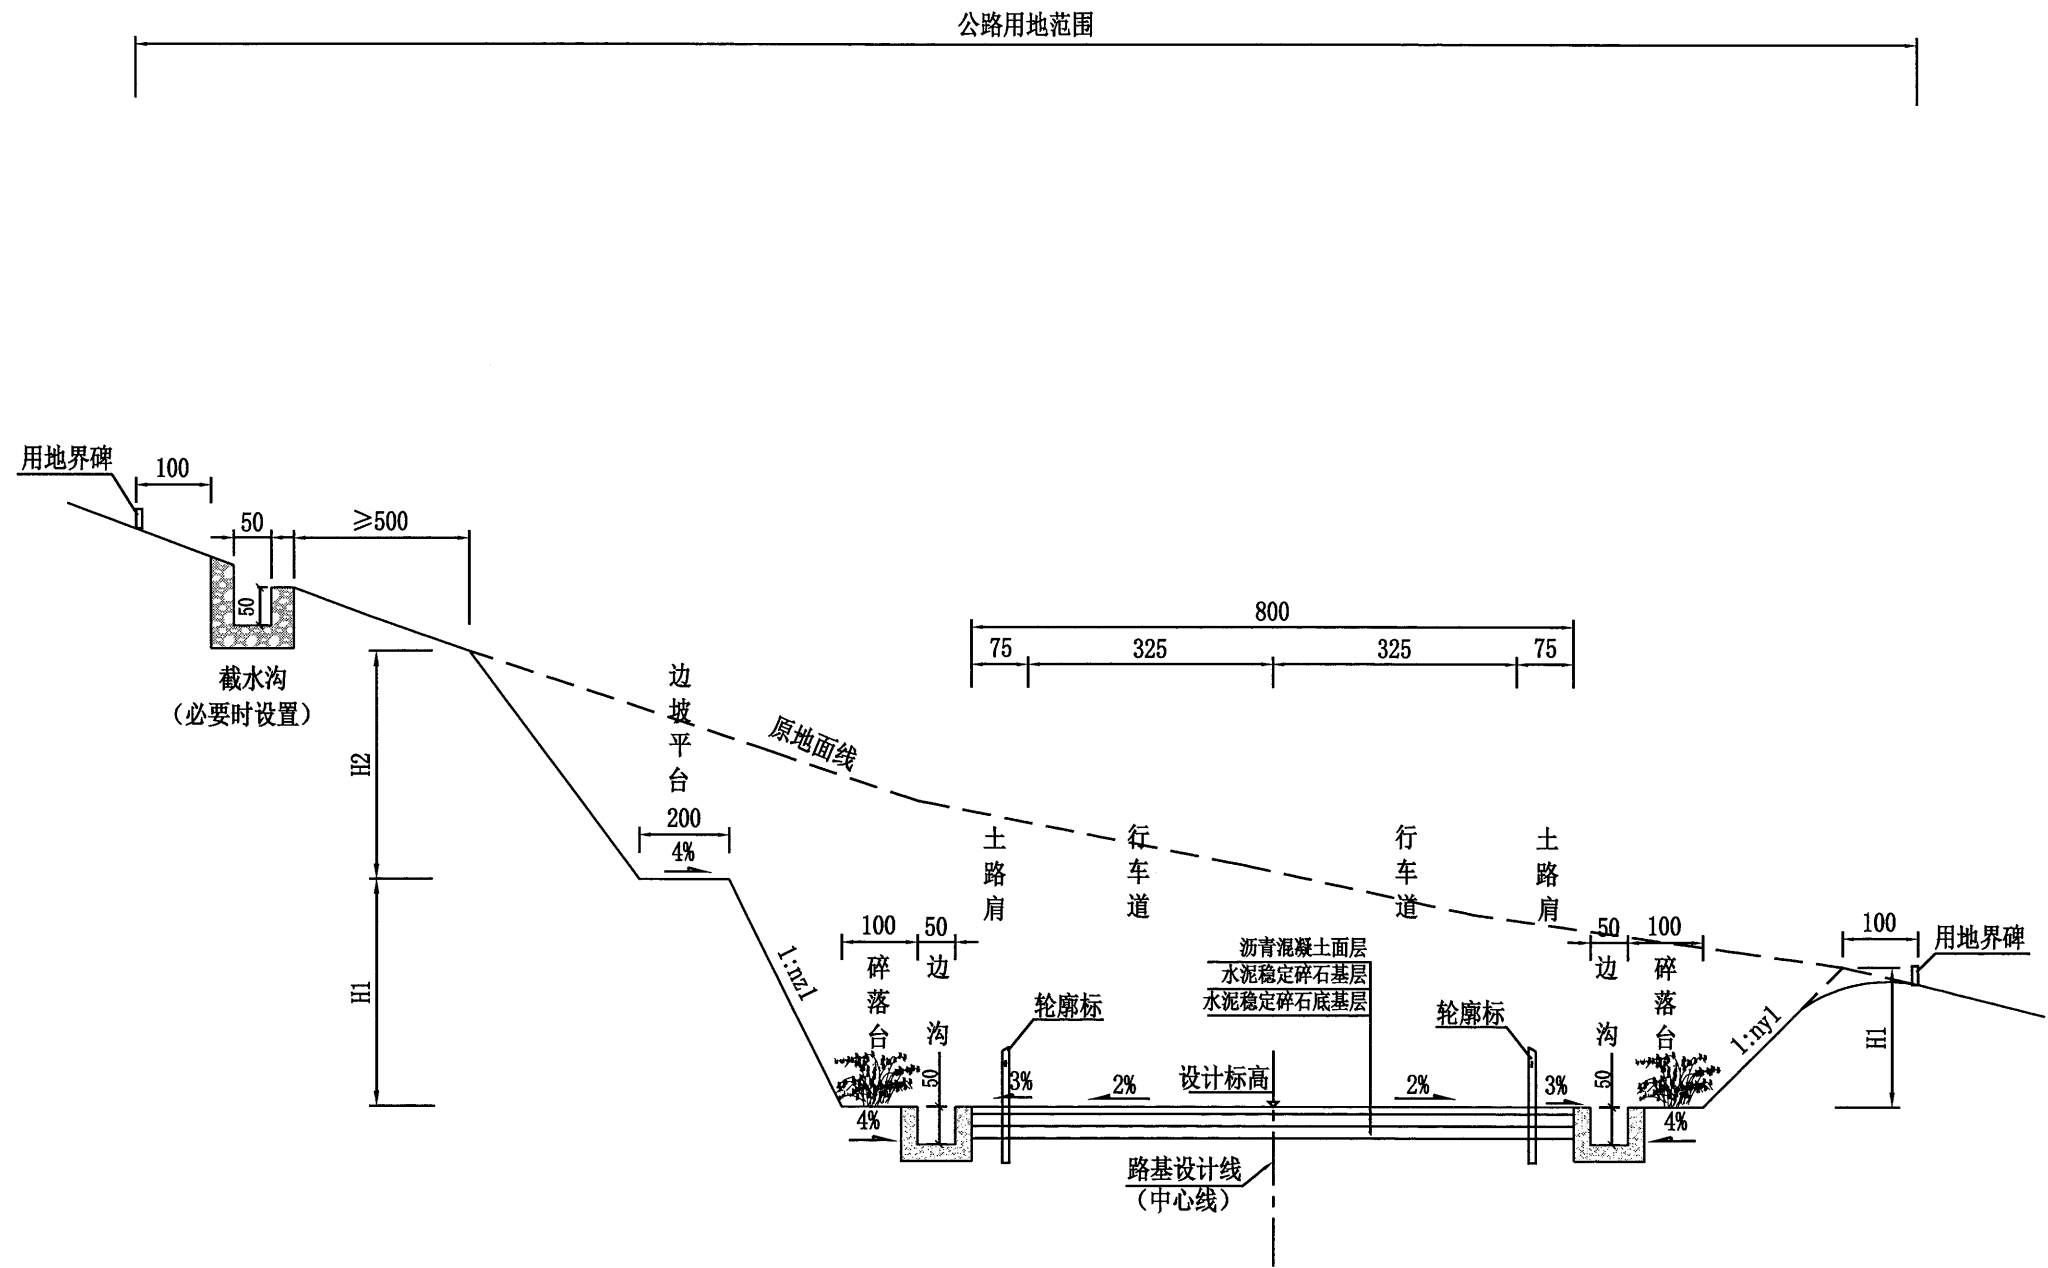 公路用地范围
用地界碑
100
50
≥500
50
截水沟
（必要时设置）
800
75
325
325
75
边坡平台
原地面线
H2
200
4%
土路肩
行车道
行车道
土路肩
H1
1:nz1
100
50
碎落台
边沟
50
4%
轮廓标
3%
2%
沥青混凝土面层
水泥稳定碎石基层
水泥稳定碎石底基层
设计标高
2%
轮廓标
3%
50
100
边沟
碎落台
50
4%
1:ny1
100
用地界碑
H1
路基设计线
（中心线）